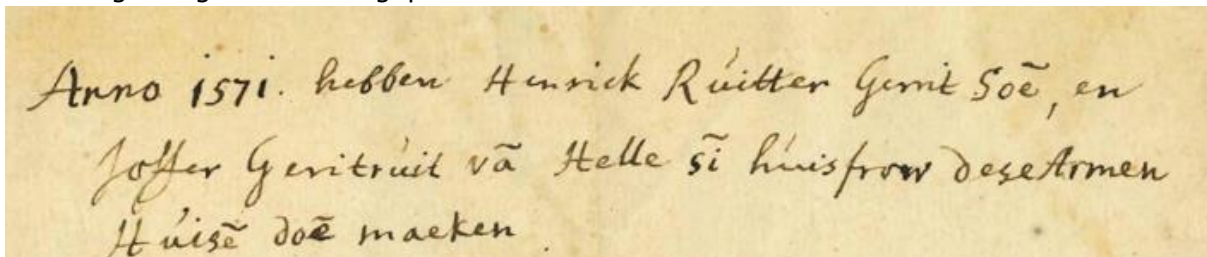 Anno 1571. hebben Henrick Ruitter Gerrit Soē, en
Joffer Geritruit vā Helle sī huisfrow dese Armen
Huisē doē maeken